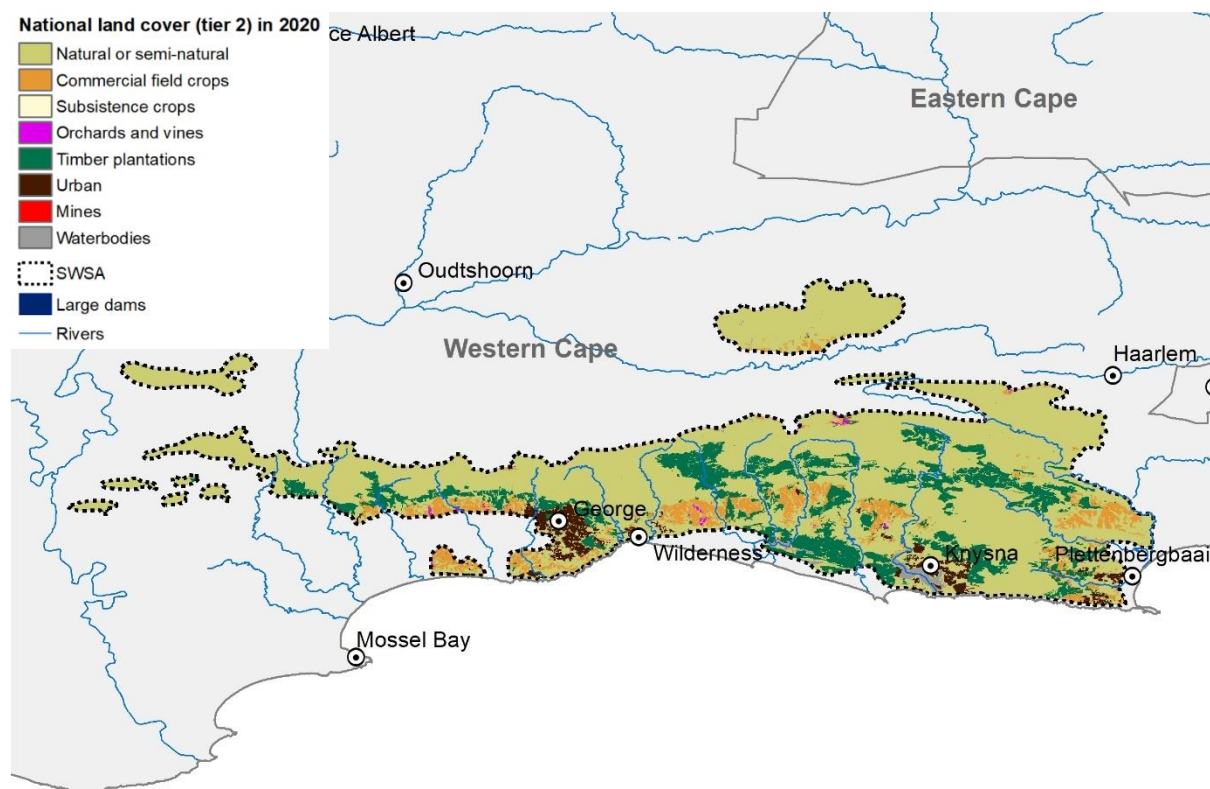 National land cover (tier 2) in 2020
Natural or semi-natural
Commercial field crops
Subsistence crops
Orchards and vines
Timber plantations
Urban
Mines
Waterbodies
SWSA
Large dams
Rivers
ce Albert
Eastern Cape
Oudtshoorn
Western Cape
Haarlem
George
Wilderness
Knysna
Plettenbergbaai
Mossel Bay